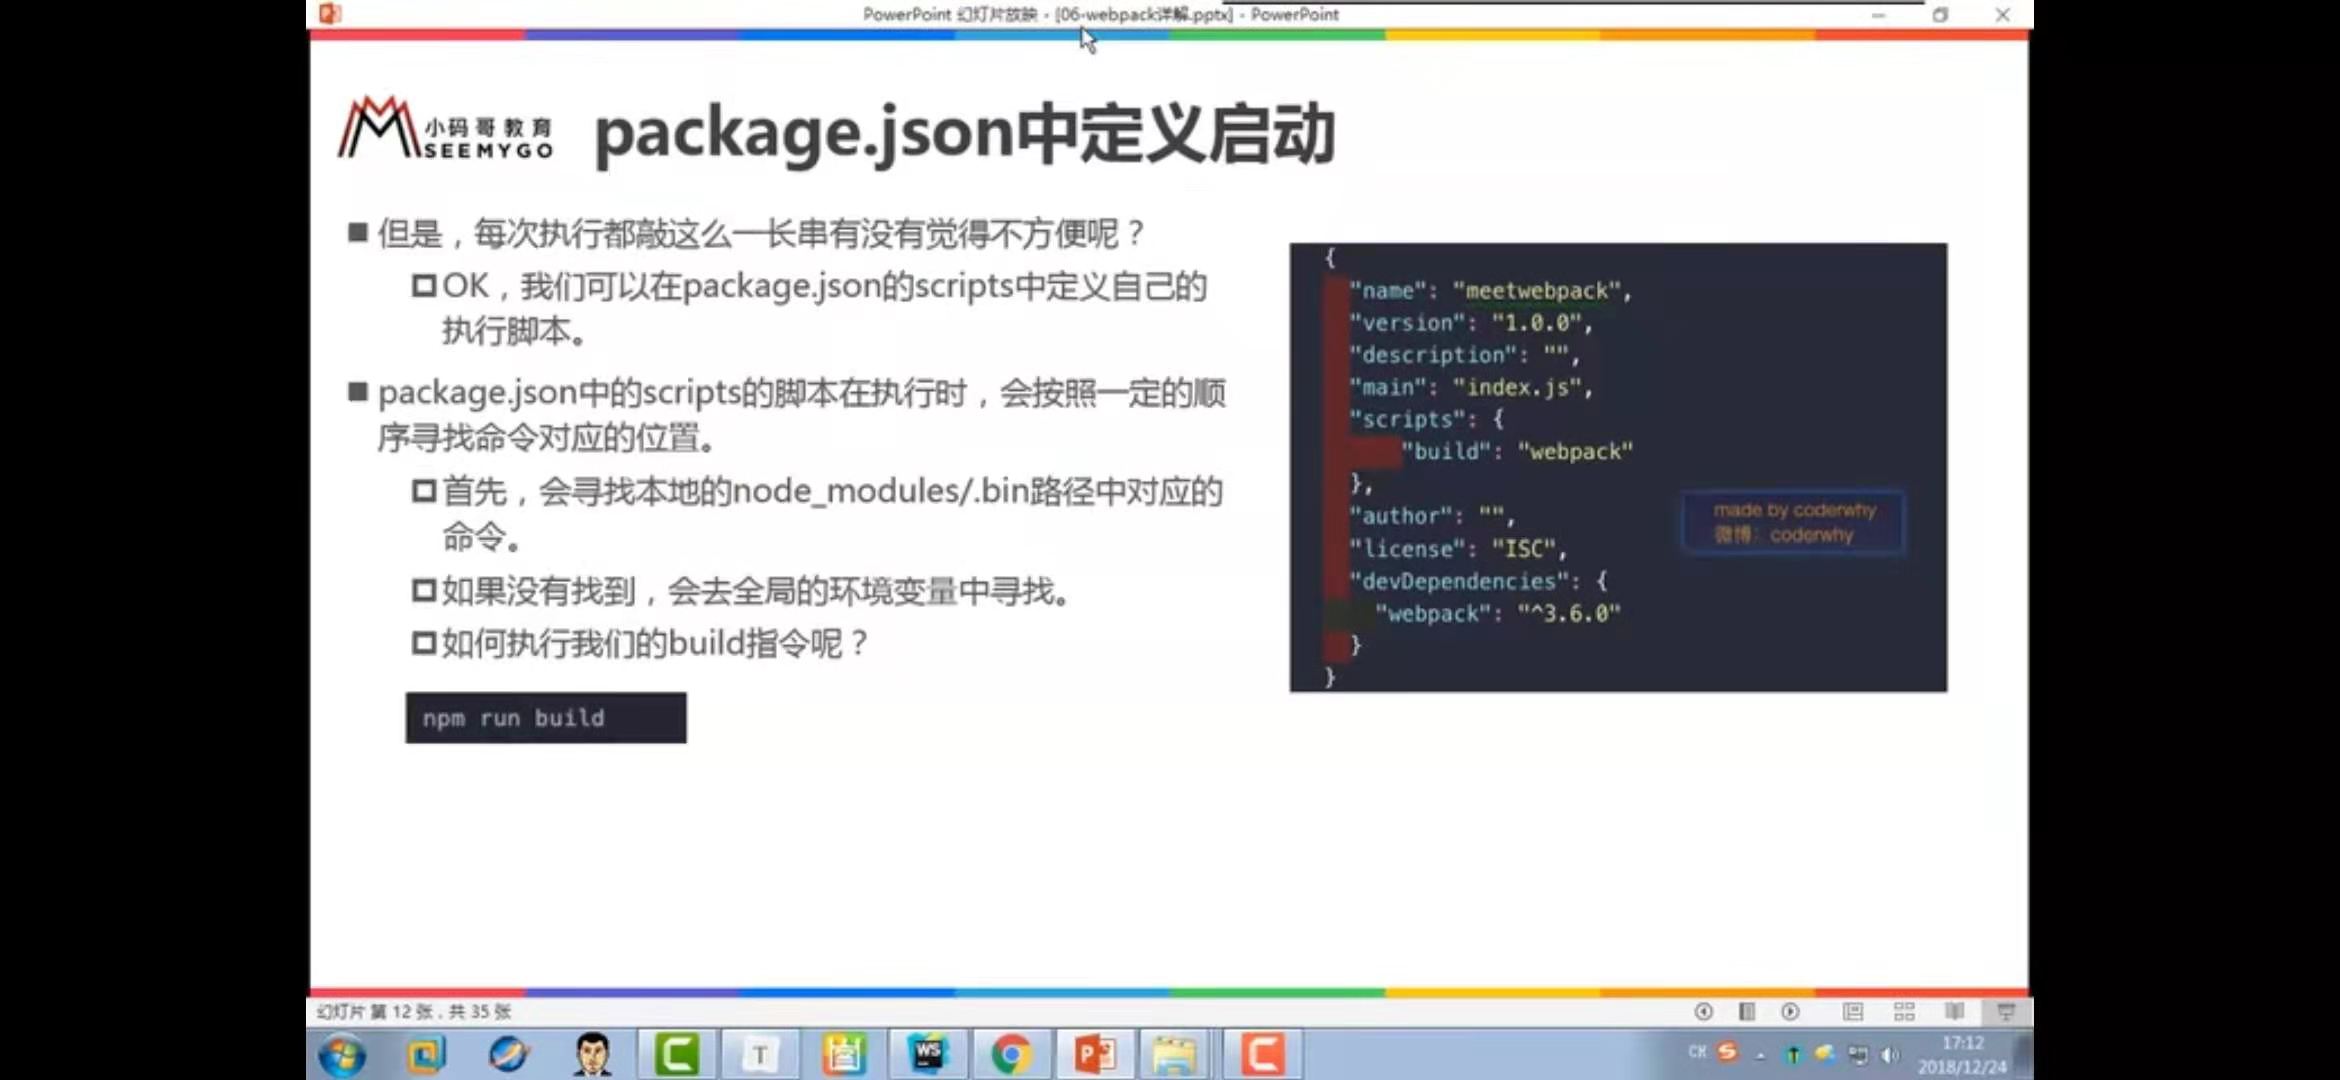 PowerPoint 幻灯片放映 - [06-webpack详解.pptx] - PowerPoint
小码哥教育
SEEMYGO
package.json中定义启动
但是，每次执行都敲这么一长串有没有觉得不方便呢？
OK，我们可以在package.json的scripts中定义自己的
执行脚本。
package.json中的scripts的脚本在执行时，会按照一定的顺
序寻找命令对应的位置。
首先，会寻找本地的node_modules/.bin路径中对应的
命令。
如果没有找到，会去全局的环境变量中寻找。
如何执行我们的build指令呢？
npm run build
{
"name": "meetwebpack",
"version": "1.0.0",
"description": "",
"main": "index.js",
"scripts": {
"build": "webpack"
},
"author": "",
"license": "ISC",
"devDependencies": {
"webpack": "^3.6.0"
}
}
made by coderwhy
微博：coderwhy
幻灯片 第 12 张，共 35 张
T
WS
P
CH
17:12
2018/12/24